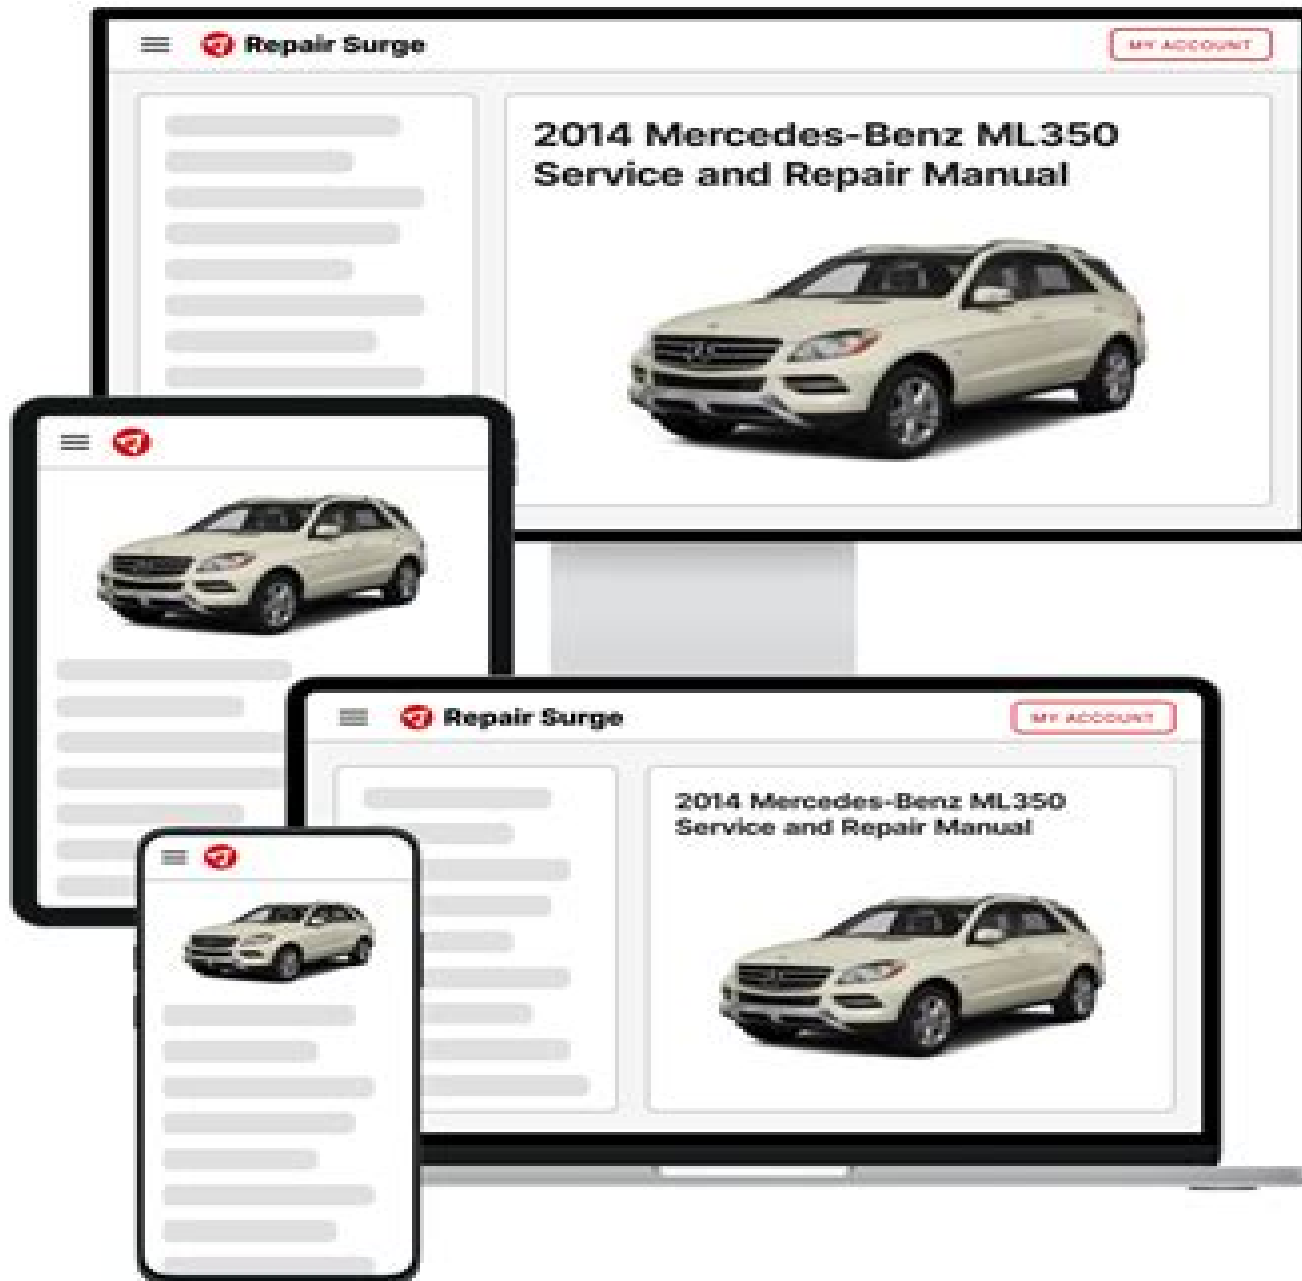 Repair Surge
MY ACCOUNT
2014 Mercedes-Benz ML350
Service and Repair Manual
Repair Surge
MY ACCOUNT
2014 Mercedes-Benz ML350
Service and Repair Manual